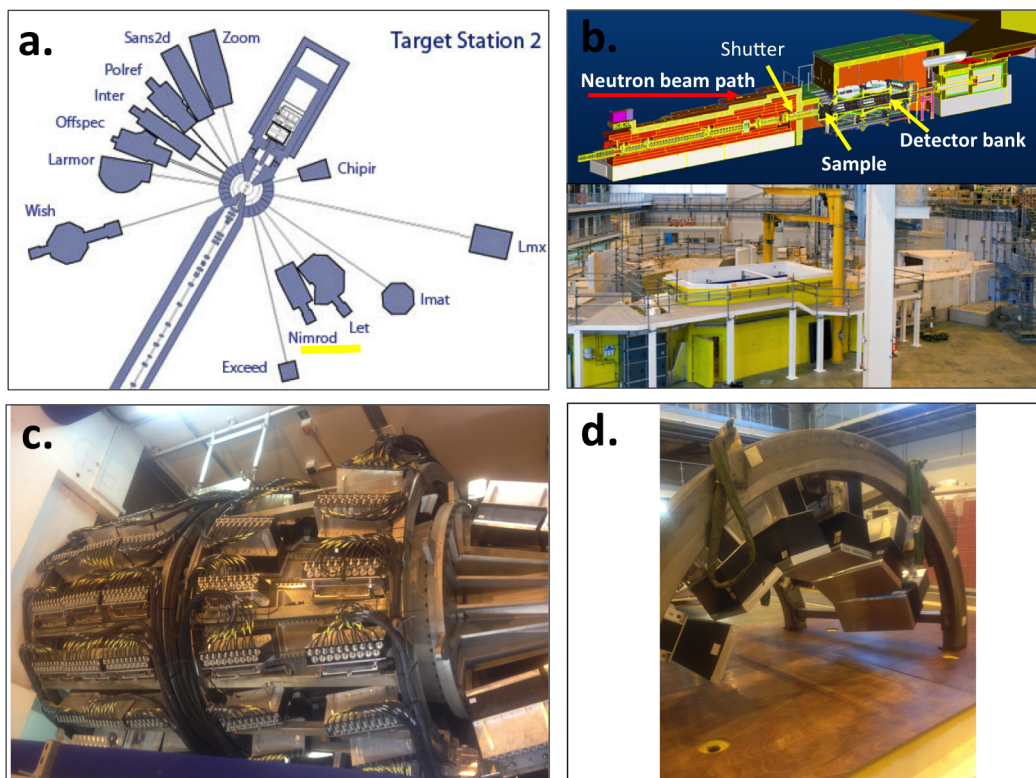 a.
Target Station 2
Sans2d
Zoom
Polref
Inter
Offspec
Larmor
Wish
Chipir
Lmx
Imat
Let
Nimrod
Exceed
b.
Shutter
Neutron beam path
Detector bank
Sample
c.
d.